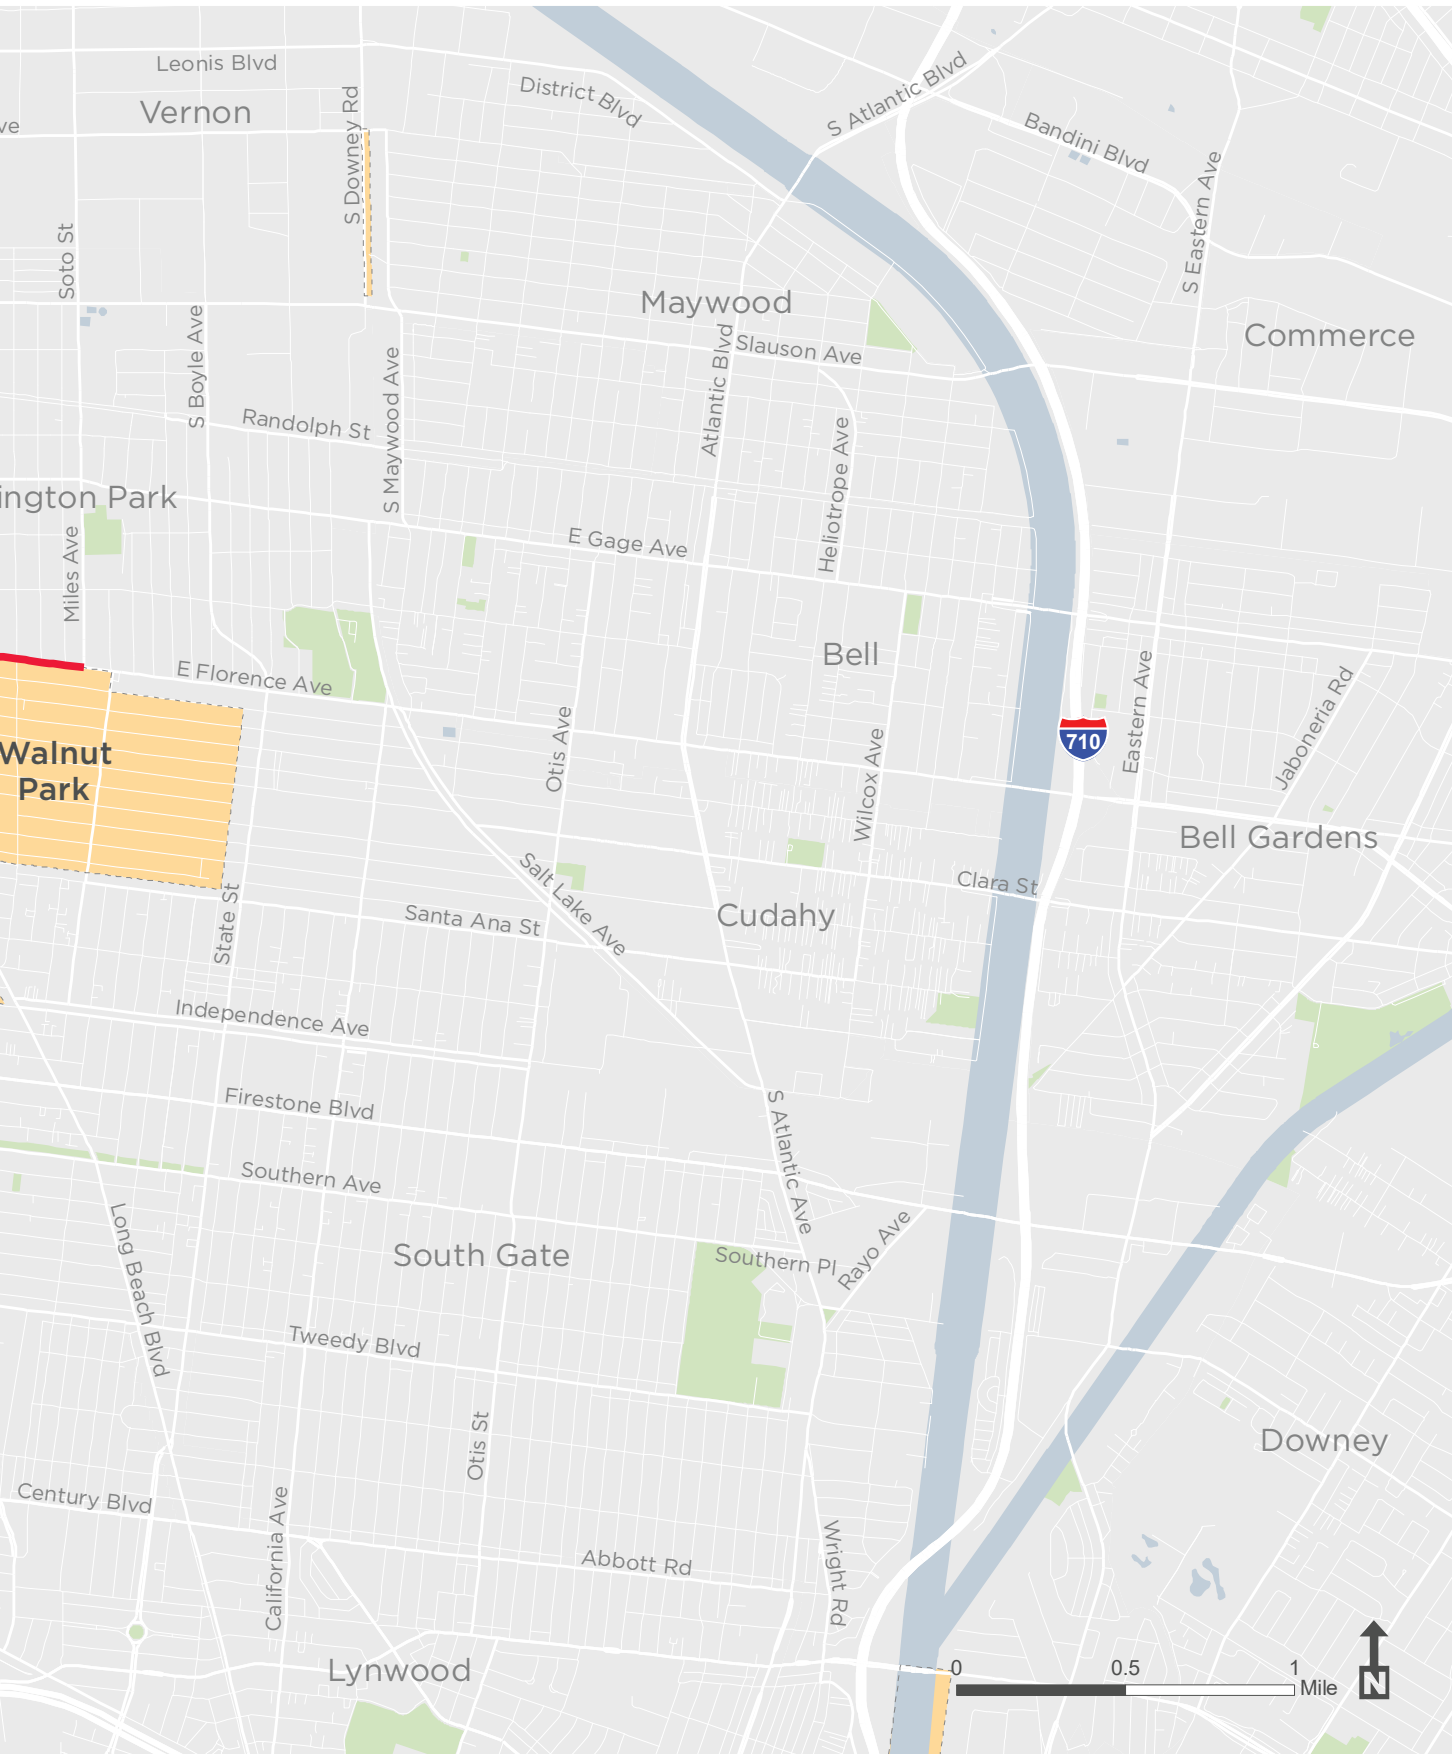 Leonis Blvd
Vernon
ve
S Downey Rd
District Blvd
S Atlantic Blvd
Bandini Blvd
S Eastern Ave
Soto St
Maywood
Commerce
S Boyle Ave
S Maywood Ave
Atlantic Blvd
Slauson Ave
Randolph St
Heliotrope Ave
ington Park
Miles Ave
E Gage Ave
Bell
E Florence Ave
Otis Ave
Wilcox Ave
710
Eastern Ave
Jaboneria Rd
Walnut
Park
Bell Gardens
Salt Lake Ave
Clara St
State St
Santa Ana St
Cudahy
Independence Ave
Firestone Blvd
S Atlantic Ave
Southern Ave
Long Beach Blvd
South Gate
Southern Pl
Rayo Ave
Tweedy Blvd
Otis St
Downey
Century Blvd
California Ave
Abbott Rd
Wright Rd
Lynwood
0 0.5 1
Mile
N